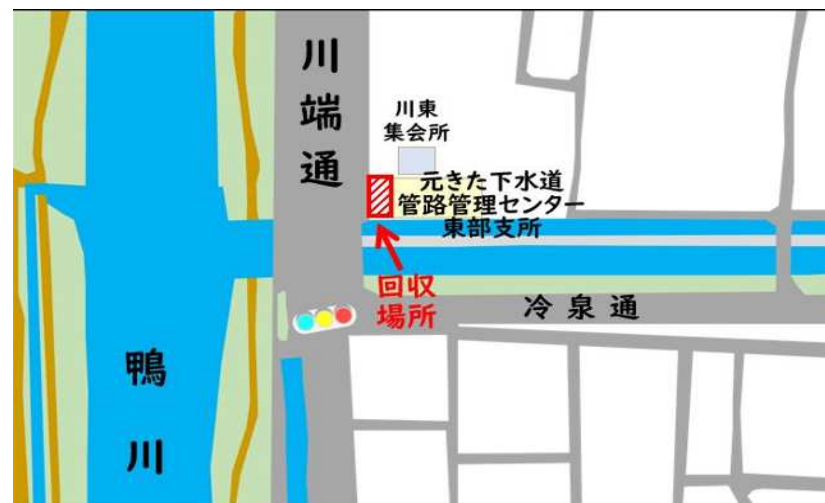 川端通
川東
集会所
元きた下水道
管路管理センター
東部支所
回収
場所
冷泉通
鴨川